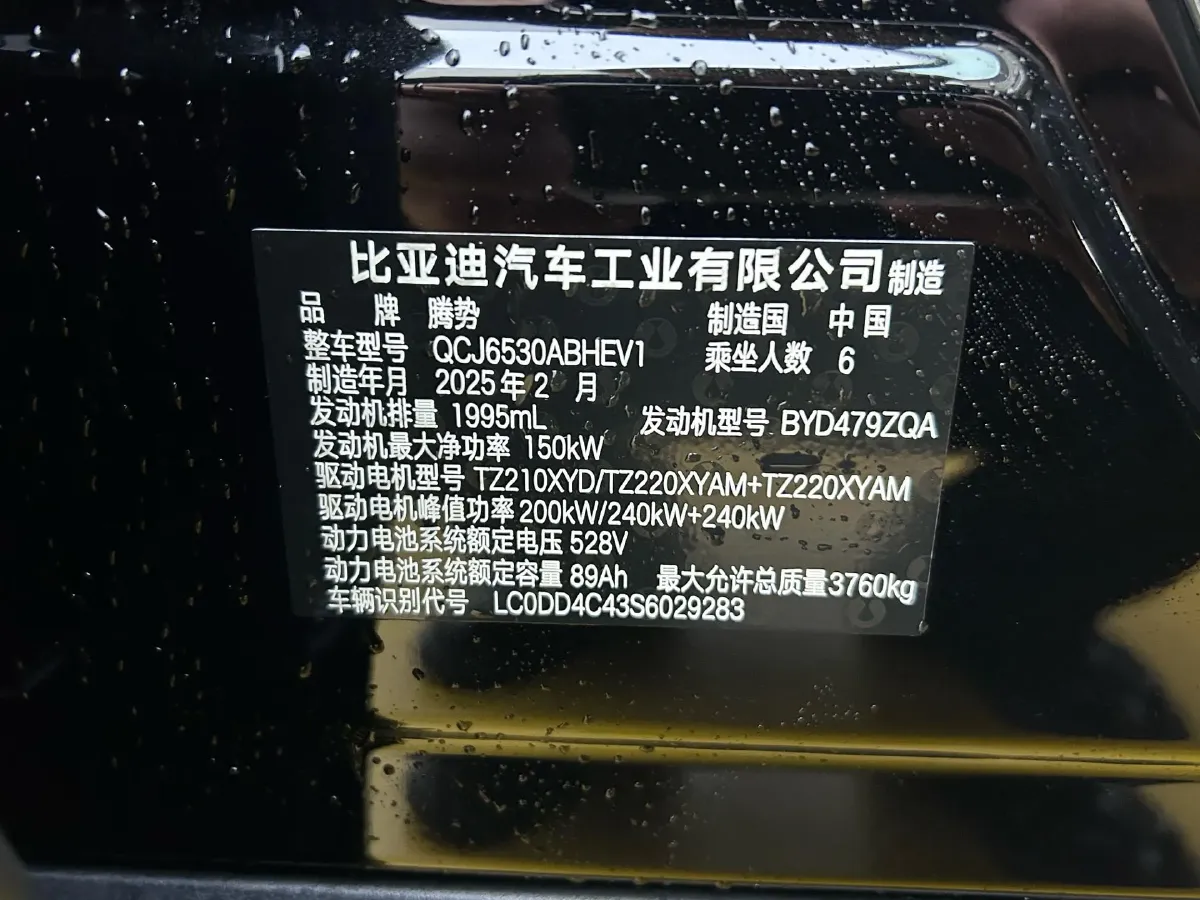 比亚迪汽车工业有限公司制造
品 牌 腾势 制造国 中国
整车型号 QCJ6530ABHEV1 乘坐人数 6
制造年月 2025年2月
发动机排量 1995mL 发动机型号 BYD479ZQA
发动机最大净功率 150kW
驱动电机型号 TZ210XYD/TZ220XYAM+TZ220XYAM
驱动电机峰值功率 200kW/240kW+240kW
动力电池系统额定电压 528V
动力电池系统额定容量 89Ah 最大允许总质量3760kg
车辆识别代号 LC0DD4C43S6029283